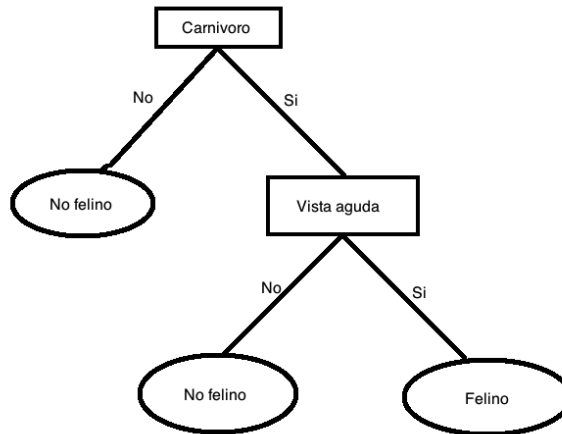 Carnivoro
No
Si
No felino
Vista aguda
No
Si
No felino
Felino